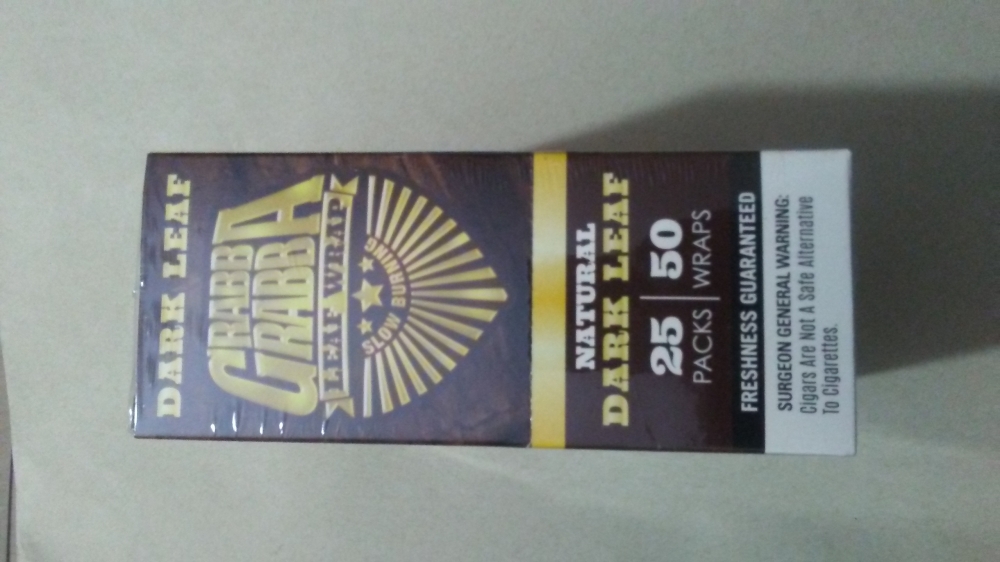 DARK LEAF
GRABBA
GRABBA
LEAF WRAP
SLOW BURNING
NATURAL
DARK LEAF
25 | 50
PACKS | WRAPS
FRESHNESS GUARANTEED
SURGEON GENERAL WARNING:
Cigars Are Not A Safe Alternative
To Cigarettes.